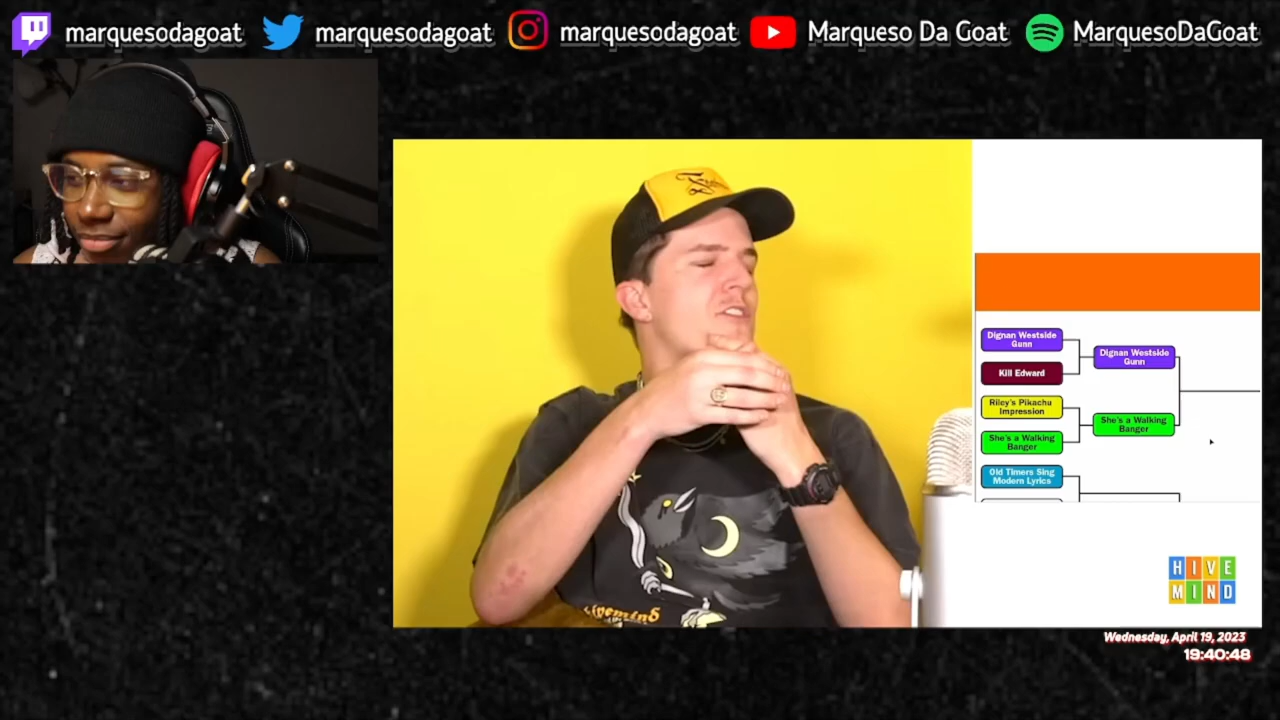 marquesodagoat
marquesodagoat
marquesodagoat
Marqueso Da Goat
MarquesoDaGoat
Dignan Westside
Gunn
Kill Edward
Riley's Pikachu
Impression
She's a Walking
Banger
Old Timers Sing
Modern Lyrics
Dignan Westside
Gunn
She's a Walking
Banger
HIVE
MIND
Wednesday, April 19, 2023
19:40:48